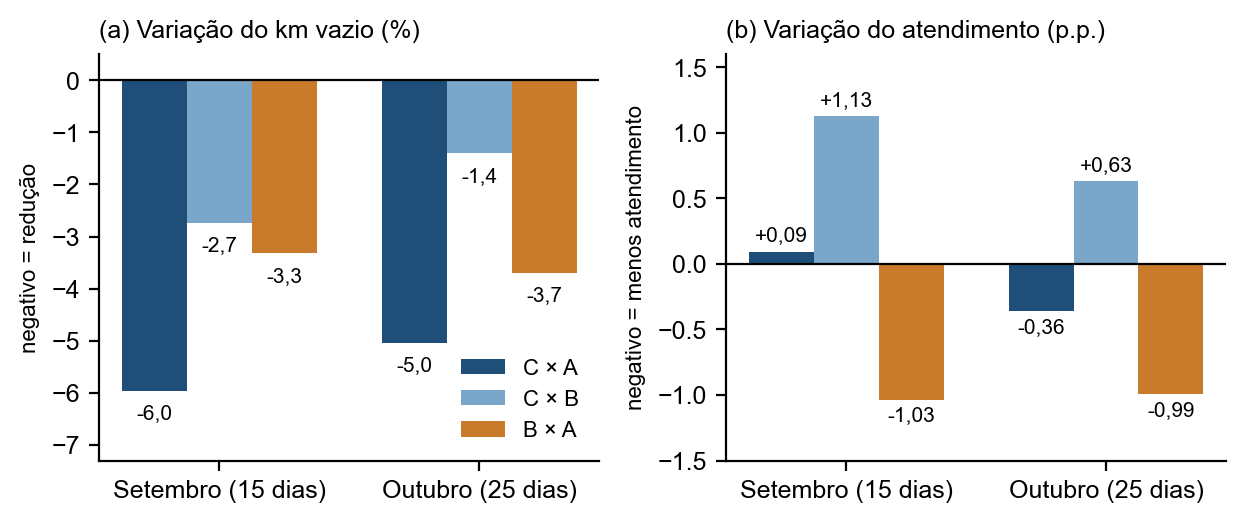 (a) Variação do km vazio (%)
negativo = redução
0
−1
−2
−3
−4
−5
−6
−7
-6,0
-2,7
-3,3
-5,0
-1,4
-3,7
C × A
C × B
B × A
Setembro (15 dias)
Outubro (25 dias)
(b) Variação do atendimento (p.p.)
negativo = menos atendimento
1.5
1.0
0.5
0.0
−0.5
−1.0
−1.5
+0,09
+1,13
-1,03
-0,36
+0,63
-0,99
Setembro (15 dias)
Outubro (25 dias)